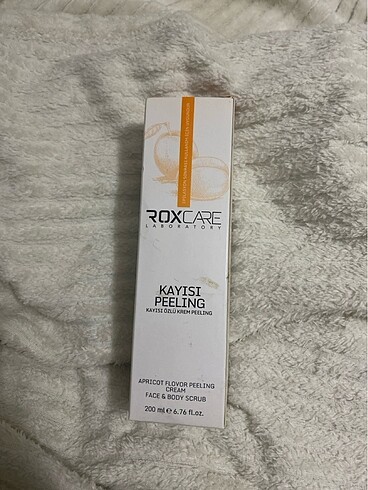 ROXCARE
LABORATORY
KAYISI
PEELING
KAYISI ÖZLÜ KREM PEELING
APRICOT FLOVOR PEELING
CREAM
FACE & BODY SCRUB
200 ml ℮ 6.76 fl.oz.